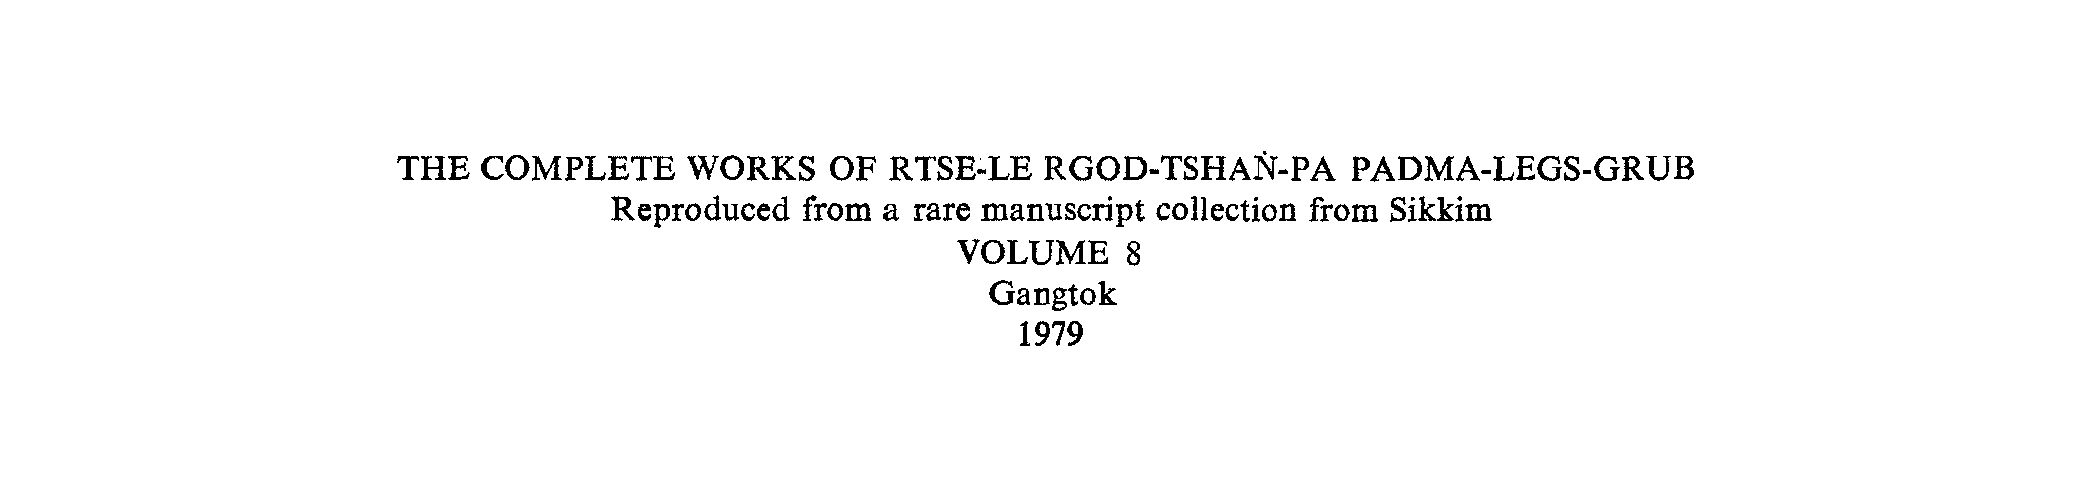 THE COMPLETE WORKS OF RTSE-LE RGOD-TSHAṄ-PA PADMA-LEGS-GRUB
Reproduced from a rare manuscript collection from Sikkim
VOLUME 8
Gangtok
1979